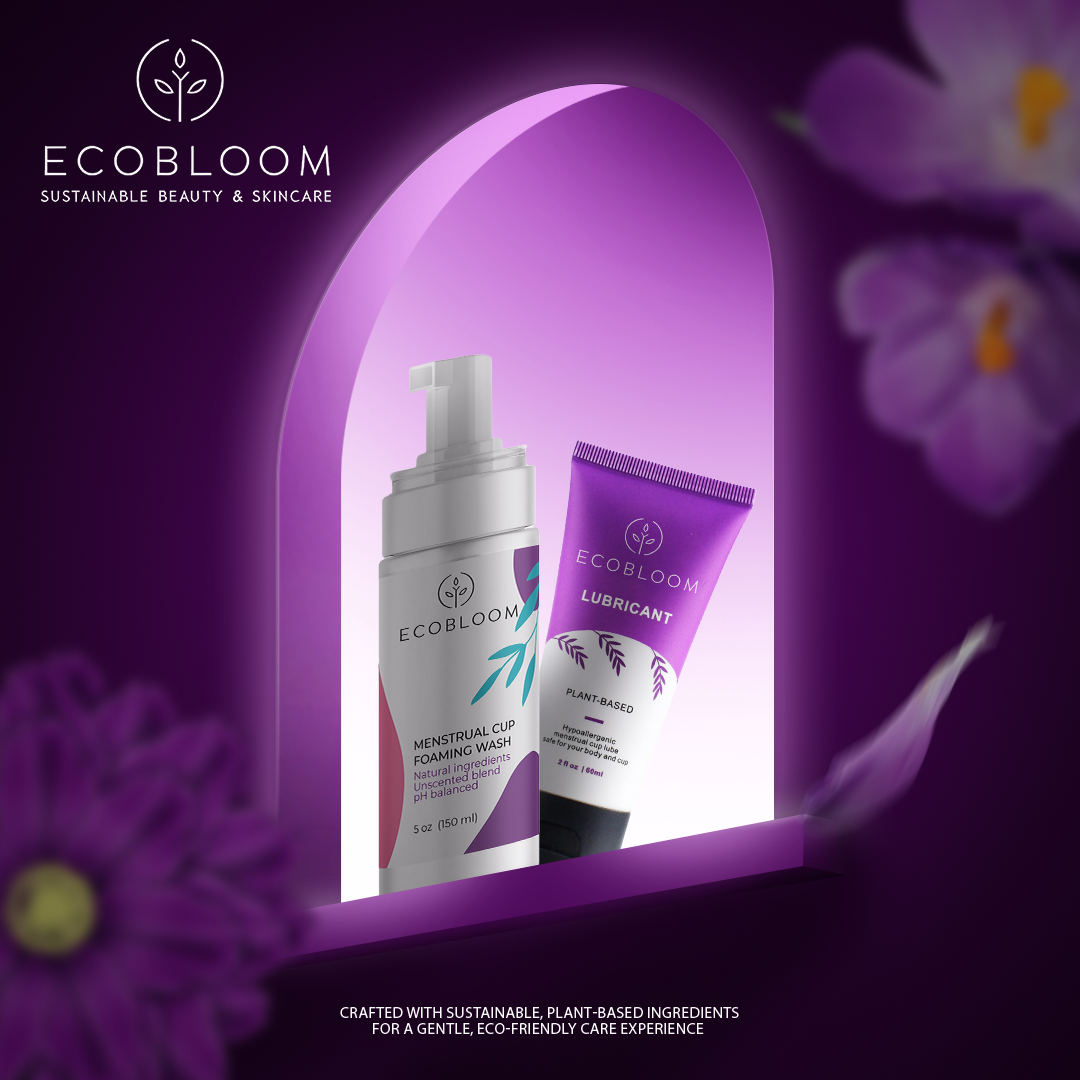 ECOBLOOM
SUSTAINABLE BEAUTY & SKINCARE
ECOBLOOM
LUBRICANT
PLANT-BASED
Hypoallergenic
menstrual cup lube
safe for your body and cup
2 fl oz | 60ml
ECOBLOOM
MENSTRUAL CUP
FOAMING WASH
Natural ingredients
Unscented blend
pH balanced
5 oz (150 ml)
CRAFTED WITH SUSTAINABLE, PLANT-BASED INGREDIENTS
FOR A GENTLE, ECO-FRIENDLY CARE EXPERIENCE